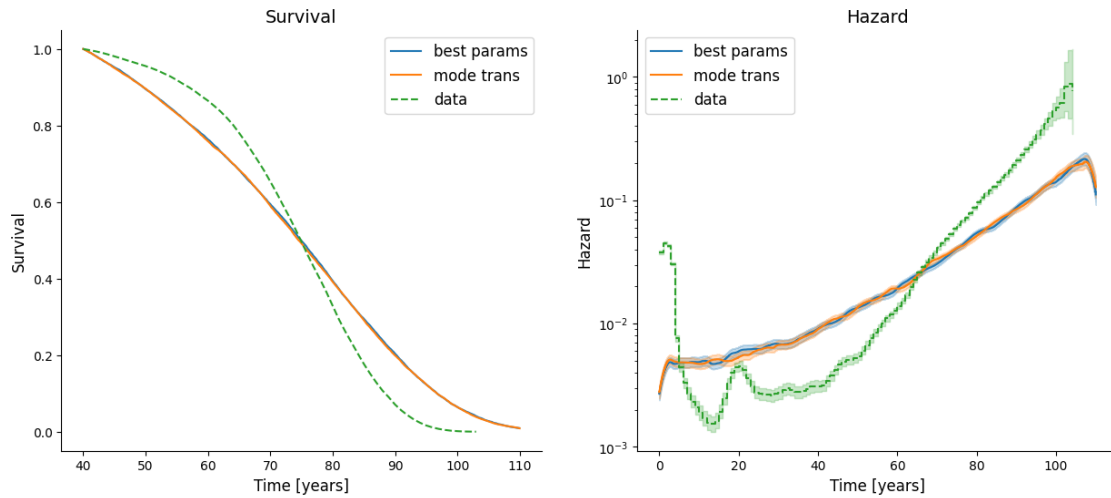 Survival
best params
mode trans
data
1.0
0.8
0.6
0.4
0.2
0.0
Survival
40
50
60
70
80
90
100
110
Time [years]
Hazard
best params
mode trans
data
10⁰
10⁻¹
10⁻²
10⁻³
Hazard
0
20
40
60
80
100
Time [years]